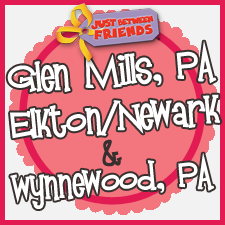 JUST BETWEEN
FRIENDS
Glen Mills, PA
Elkton/Newark
&
Wynnewood, PA